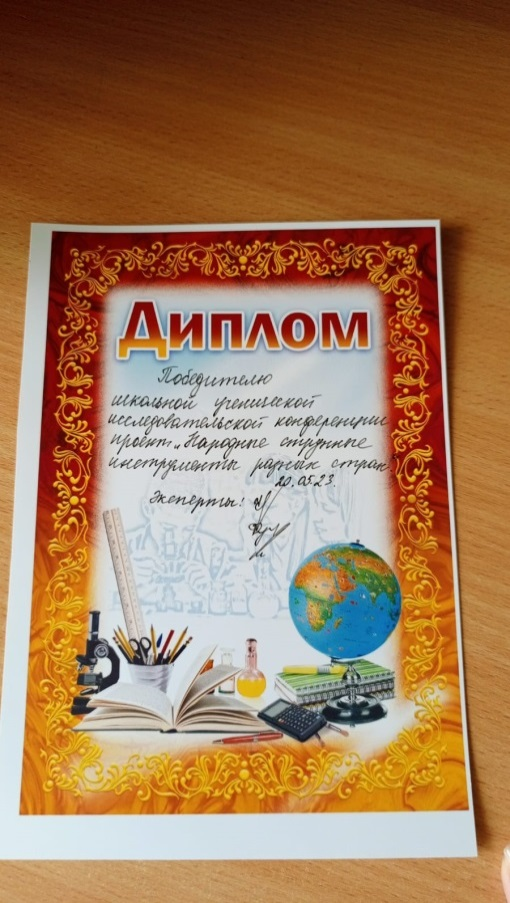 Диплом
Победителю
школьной ученической
исследовательской конференции
проект „Народные струнные
инструменты разных стран."
20.05.23.
Эксперты: